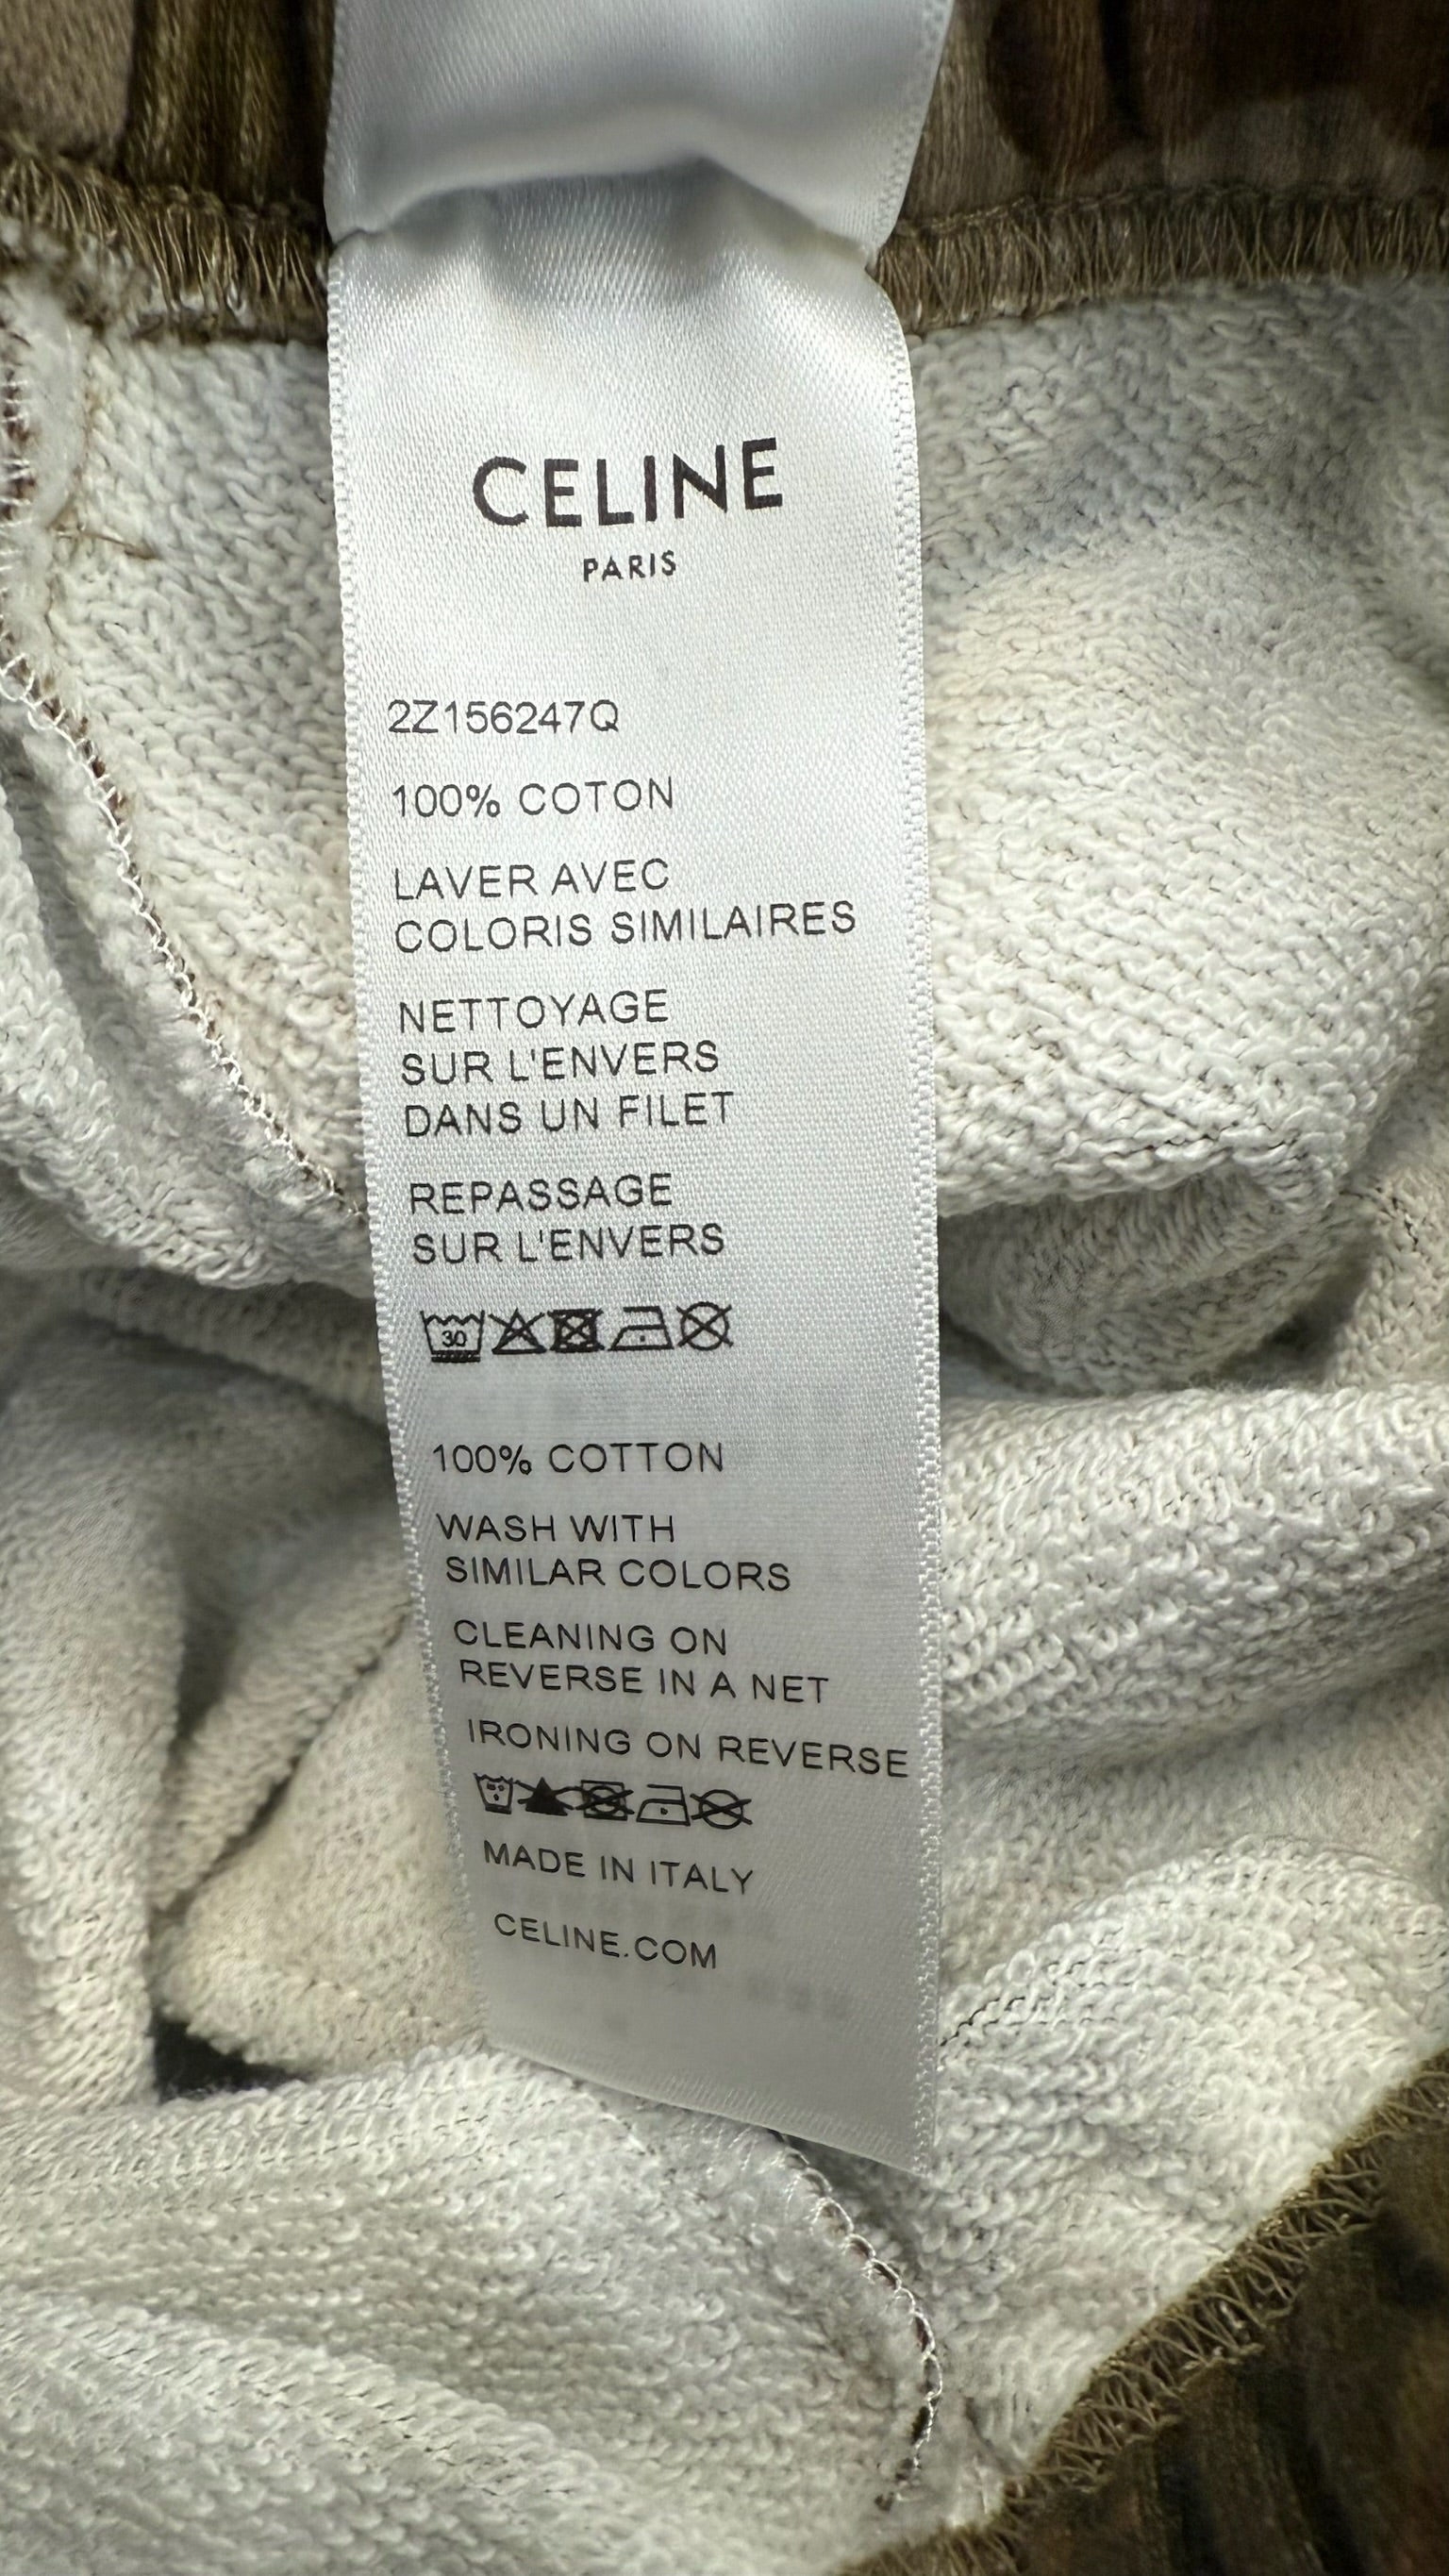 CELINE
PARIS
2Z156247Q
100% COTON
LAVER AVEC
COLORIS SIMILAIRES
NETTOYAGE
SUR L'ENVERS
DANS UN FILET
REPASSAGE
SUR L'ENVERS
30
100% COTTON
WASH WITH
SIMILAR COLORS
CLEANING ON
REVERSE IN A NET
IRONING ON REVERSE
MADE IN ITALY
CELINE.COM